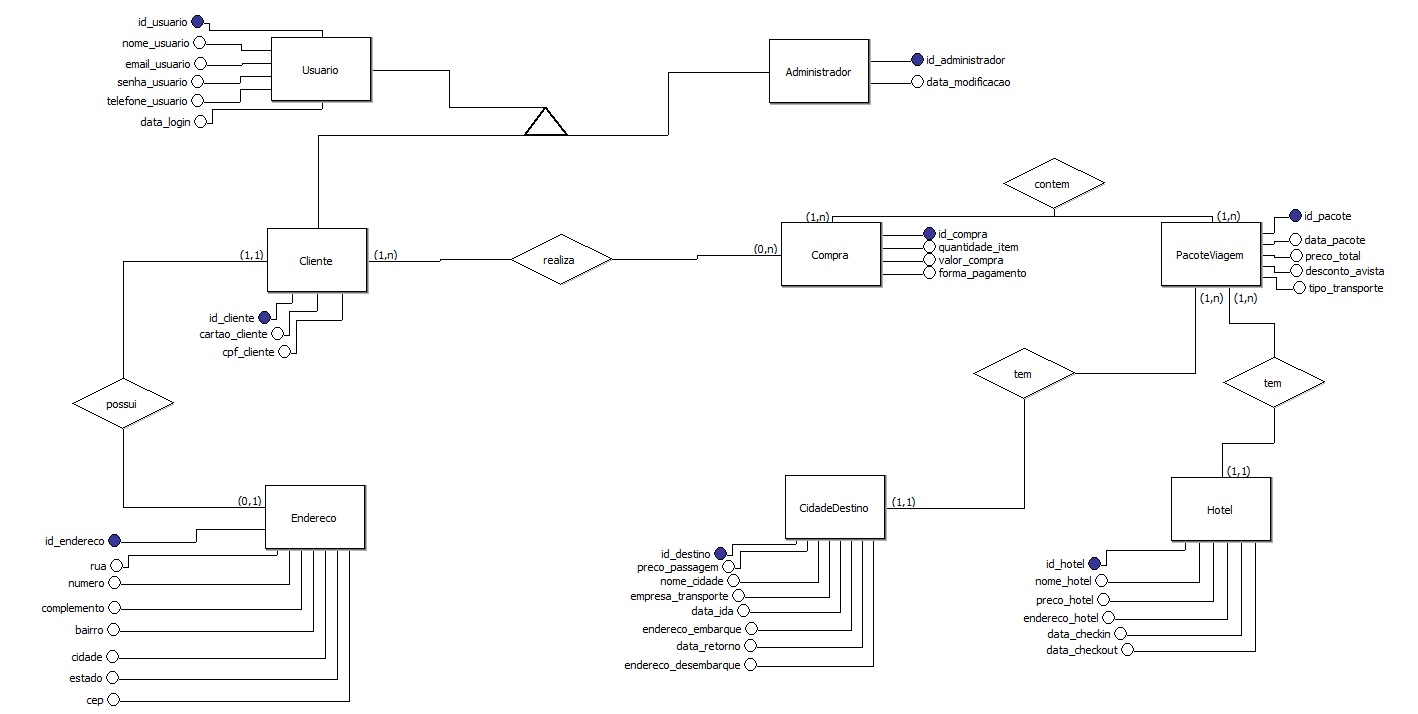 id_usuario
nome_usuario
email_usuario
senha_usuario
telefone_usuario
data_login
Usuario
Administrador
id_administrador
data_modificacao
contem
(1,n)
(1,n)
(1,1)
Cliente
(1,n)
realiza
(0,n)
Compra
id_compra
quantidade_item
valor_compra
forma_pagamento
PacoteViagem
id_pacote
data_pacote
preco_total
desconto_avista
tipo_transporte
(1,n)
(1,n)
id_cliente
cartao_cliente
cpf_cliente
possui
tem
tem
(0,1)
Endereco
id_endereco
rua
numero
complemento
bairro
cidade
estado
cep
CidadeDestino
(1,1)
id_destino
preco_passagem
nome_cidade
empresa_transporte
data_ida
endereco_embarque
data_retorno
endereco_desembarque
(1,1)
Hotel
id_hotel
nome_hotel
preco_hotel
endereco_hotel
data_checkin
data_checkout